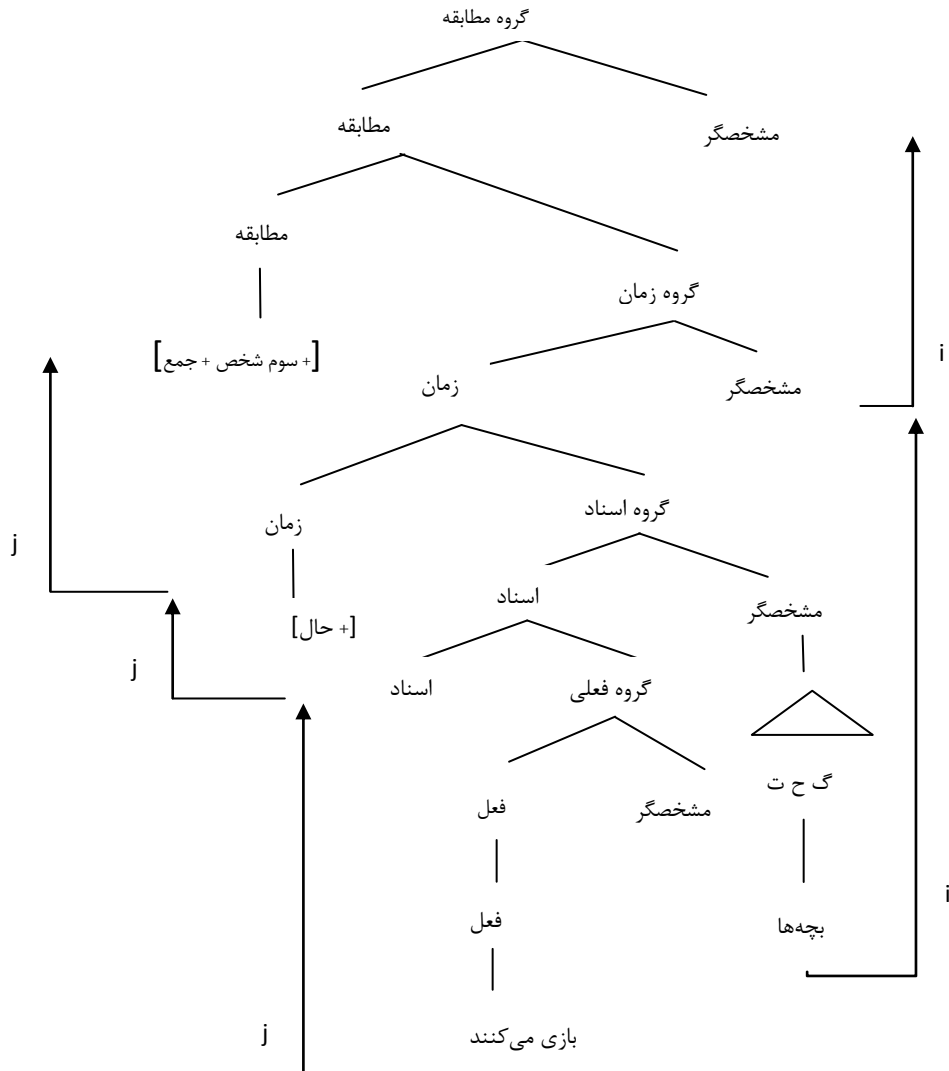 گروه مطابقه
مشخصگر
مطابقه
مطابقه
گروه زمان
[+ سوم شخص + جمع]
مشخصگر
زمان
i
گروه اسناد
زمان
j
مشخصگر
اسناد
[+ حال]
j
گروه فعلی
اسناد
گ ح ت
مشخصگر
فعل
i
بچه‌ها
فعل
بازی می‌کنند
j